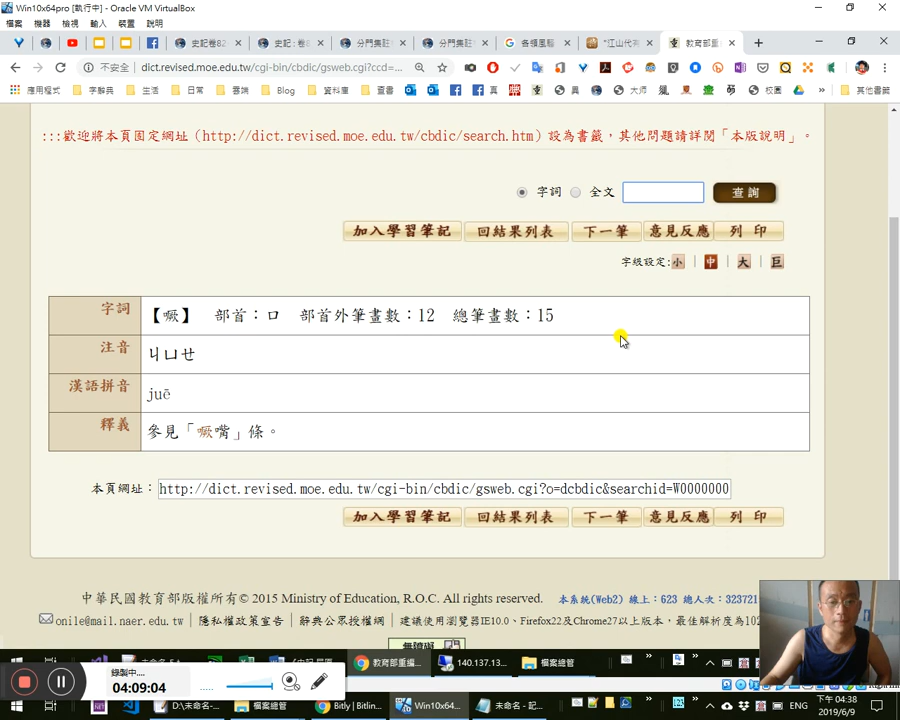 Win10x64pro [執行中] - Oracle VM VirtualBox
檔案 機器 檢視 輸入 裝置 說明
史記卷82 史記：卷8 分門集註 分門集註 各領風騷 "江山代有 教育部重
不安全 dict.revised.moe.edu.tw/cgi-bin/cbdic/gsweb.cgi?ccd=...
應用程式 字辭典 生活 日常 雲端 Blog 資料庫 查書 真 異 大師 校園 其他書籤
:::歡迎將本頁固定網址（http://dict.revised.moe.edu.tw/cbdic/search.htm）設為書籤，其他問題請詳閱「本版說明」。
字詞 全文 查詢
加入學習筆記 回結果列表 下一筆 意見反應 列印
字級設定:小 | 中 | 大 | 巨
字詞 【噘】 部首：口 部首外筆畫數：12 總筆畫數：15
注音 ㄐㄩㄝ
漢語拼音 juē
釋義 參見「噘嘴」條。
本頁網址：http://dict.revised.moe.edu.tw/cgi-bin/cbdic/gsweb.cgi?o=dcbdic&searchid=W0000000
加入學習筆記 回結果列表 下一筆 意見反應 列印
中華民國教育部版權所有© 2015 Ministry of Education, R.O.C. All rights reserved. 本系統(Web2) 線上：623 總人次：323721
onile@mail.naer.edu.tw | 隱私權政策宣告 | 辭典公眾授權網 | 建議使用瀏覽器IE10.0、Firefox22及Chrome27以上版本，最佳解析度為102
教育部重編... 140.137.13... 檔案總管
錄製中....
04:09:04
D:\未命名-... 檔案總管 Bitly | Bitlin... Win10x64... 未命名 - 記... ENG 下午 04:38
2019/6/9